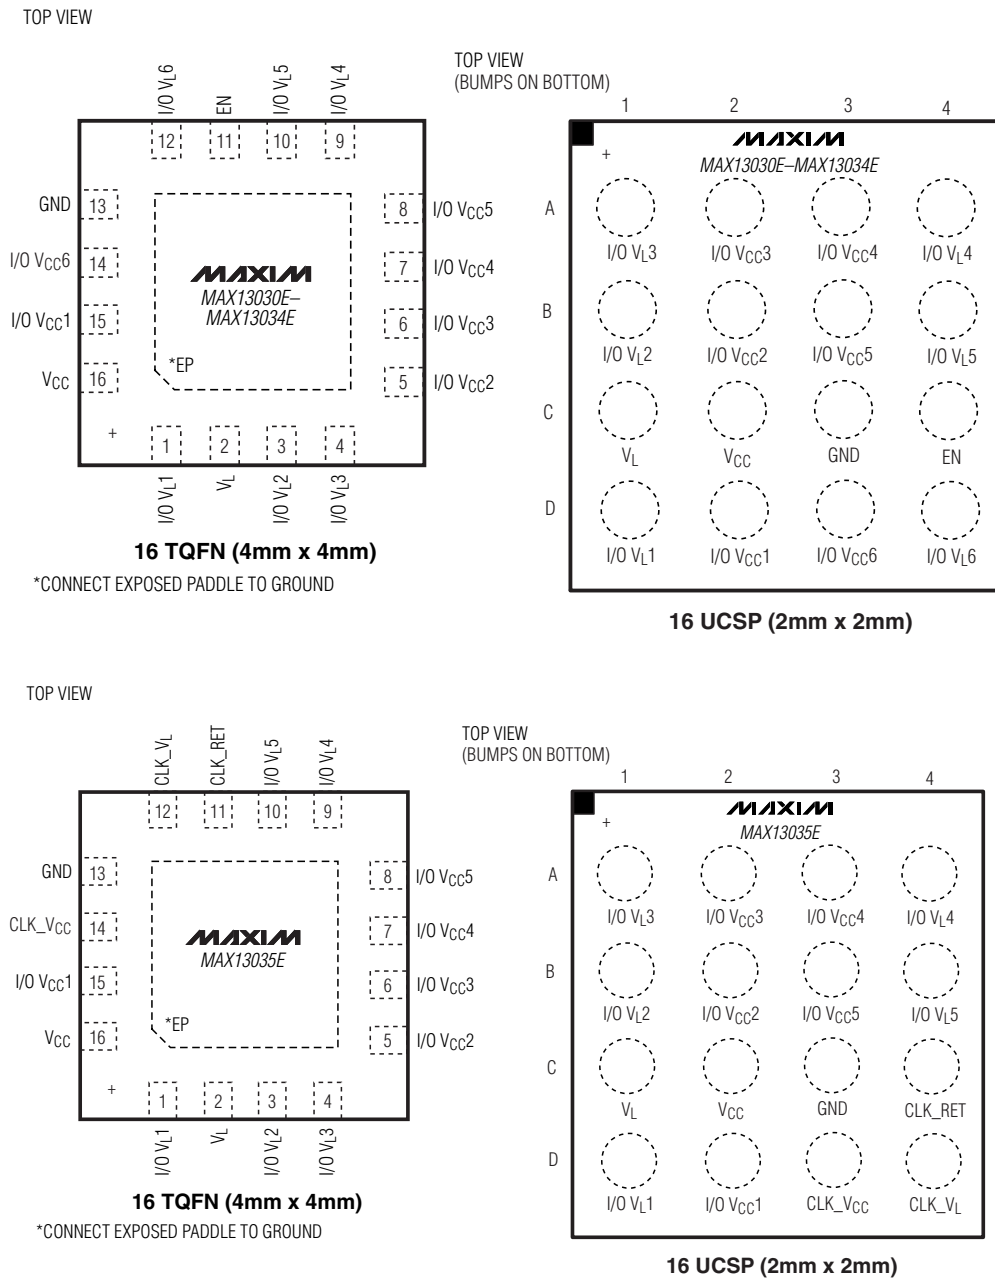 TOP VIEW
I/O VL6
EN
I/O VL5
I/O VL4
12
11
10
9
GND
13
I/O VCC6
14
I/O VCC1
15
VCC
16
8
I/O VCC5
7
I/O VCC4
6
I/O VCC3
5
I/O VCC2
MAXIM
MAX13030E–
MAX13034E
*EP
+
1
2
3
4
I/O VL1
VL
I/O VL2
I/O VL3
16 TQFN (4mm x 4mm)
*CONNECT EXPOSED PADDLE TO GROUND
TOP VIEW
(BUMPS ON BOTTOM)
1 2 3 4
+
MAXIM
MAX13030E–MAX13034E
A
I/O VL3 I/O VCC3 I/O VCC4 I/O VL4
B
I/O VL2 I/O VCC2 I/O VCC5 I/O VL5
C
VL VCC GND EN
D
I/O VL1 I/O VCC1 I/O VCC6 I/O VL6
16 UCSP (2mm x 2mm)
TOP VIEW
CLK_VL
CLK_RET
I/O VL5
I/O VL4
12
11
10
9
GND
13
CLK_VCC
14
I/O VCC1
15
VCC
16
8
I/O VCC5
7
I/O VCC4
6
I/O VCC3
5
I/O VCC2
MAXIM
MAX13035E
*EP
+
1
2
3
4
I/O VL1
VL
I/O VL2
I/O VL3
16 TQFN (4mm x 4mm)
*CONNECT EXPOSED PADDLE TO GROUND
TOP VIEW
(BUMPS ON BOTTOM)
1 2 3 4
+
MAXIM
MAX13035E
A
I/O VL3 I/O VCC3 I/O VCC4 I/O VL4
B
I/O VL2 I/O VCC2 I/O VCC5 I/O VL5
C
VL VCC GND CLK_RET
D
I/O VL1 I/O VCC1 CLK_VCC CLK_VL
16 UCSP (2mm x 2mm)